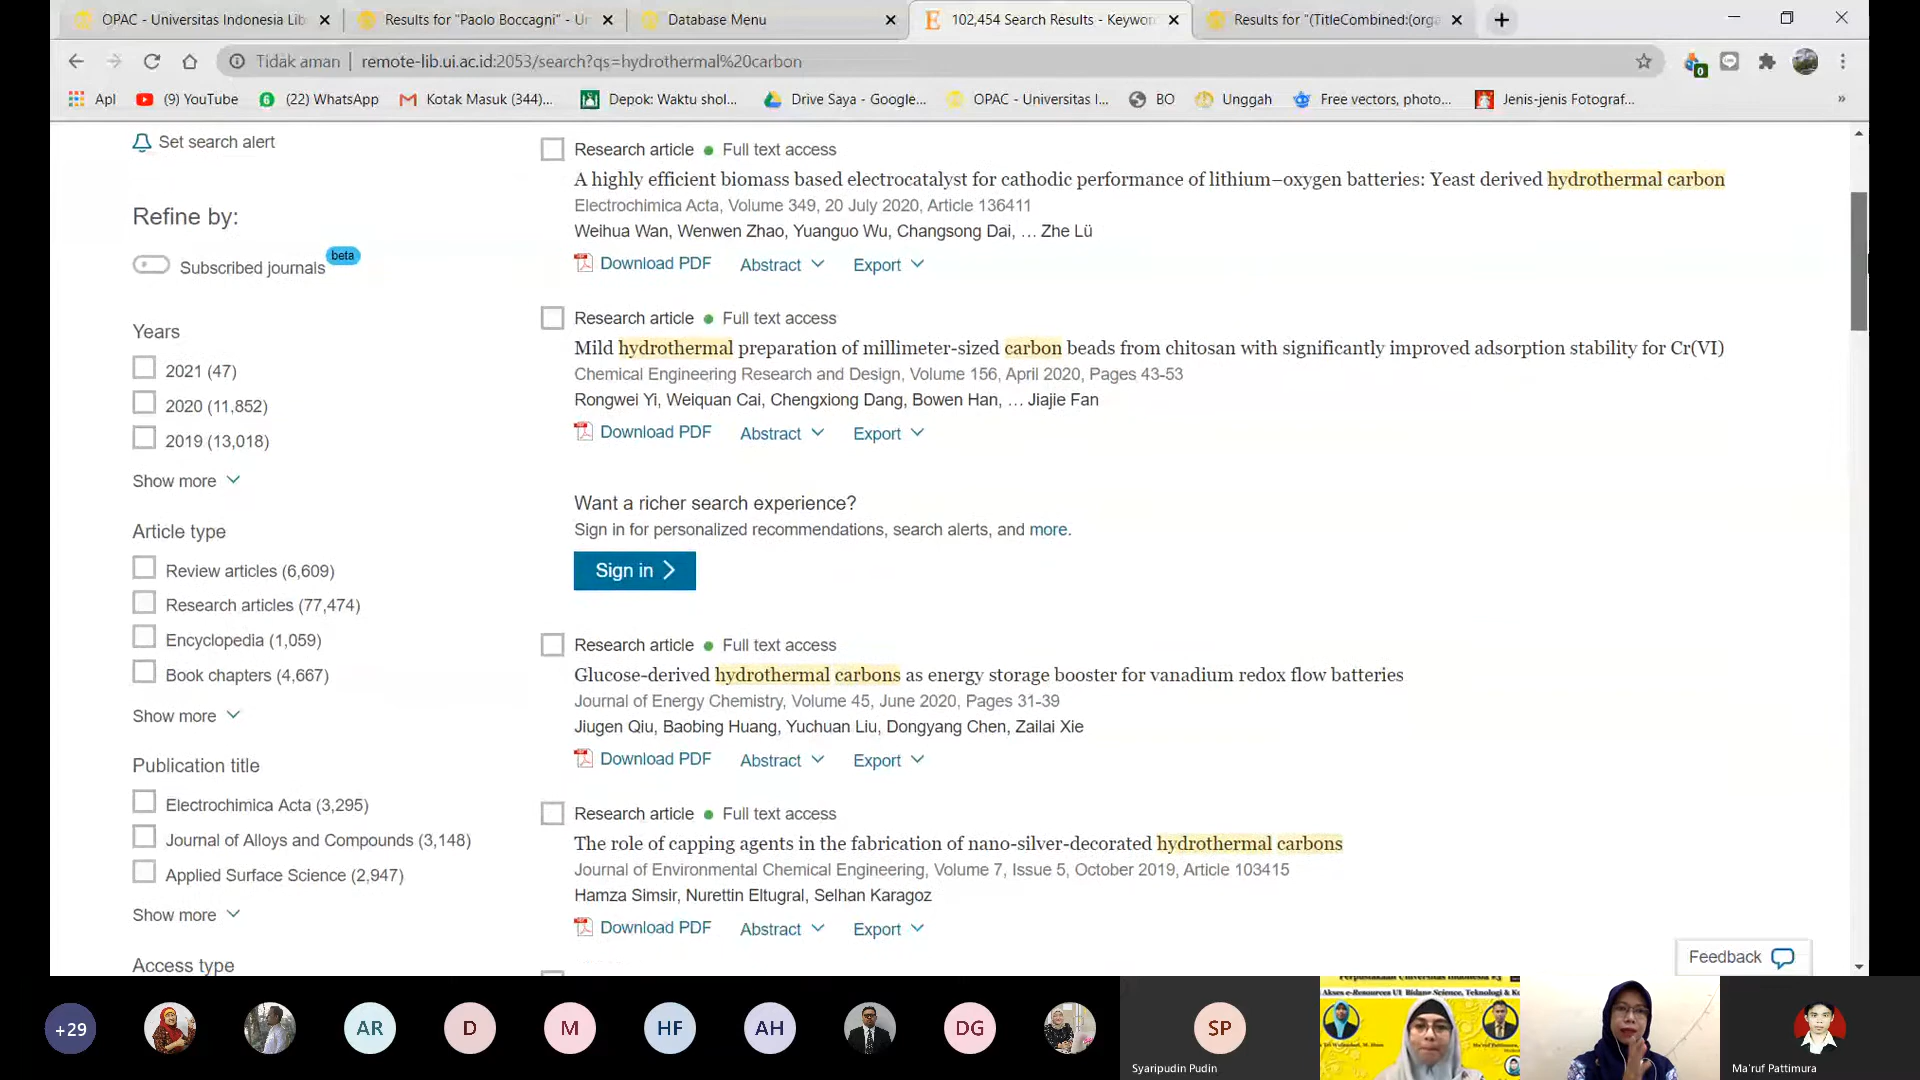 OPAC - Universitas Indonesia Lib
Results for "Paolo Boccagni" - Un
Database Menu
102,454 Search Results - Keywor
Results for "(TitleCombined:(orga
Tidak aman | remote-lib.ui.ac.id:2053/search?qs=hydrothermal%20carbon
0
Apl
(9) YouTube
(22) WhatsApp
Kotak Masuk (344)...
Depok: Waktu shol...
Drive Saya - Google...
OPAC - Universitas I...
BO
Unggah
Free vectors, photo...
Jenis-jenis Fotograf...
»
Set search alert
Refine by:
Subscribed journals beta
Years
2021 (47)
2020 (11,852)
2019 (13,018)
Show more
Article type
Review articles (6,609)
Research articles (77,474)
Encyclopedia (1,059)
Book chapters (4,667)
Show more
Publication title
Electrochimica Acta (3,295)
Journal of Alloys and Compounds (3,148)
Applied Surface Science (2,947)
Show more
Access type
Research article Full text access
A highly efficient biomass based electrocatalyst for cathodic performance of lithium–oxygen batteries: Yeast derived hydrothermal carbon
Electrochimica Acta, Volume 349, 20 July 2020, Article 136411
Weihua Wan, Wenwen Zhao, Yuanguo Wu, Changsong Dai, … Zhe Lü
Download PDF Abstract Export
Research article Full text access
Mild hydrothermal preparation of millimeter-sized carbon beads from chitosan with significantly improved adsorption stability for Cr(VI)
Chemical Engineering Research and Design, Volume 156, April 2020, Pages 43-53
Rongwei Yi, Weiquan Cai, Chengxiong Dang, Bowen Han, … Jiajie Fan
Download PDF Abstract Export
Want a richer search experience?
Sign in for personalized recommendations, search alerts, and more.
Sign in
Research article Full text access
Glucose-derived hydrothermal carbons as energy storage booster for vanadium redox flow batteries
Journal of Energy Chemistry, Volume 45, June 2020, Pages 31-39
Jiugen Qiu, Baobing Huang, Yuchuan Liu, Dongyang Chen, Zailai Xie
Download PDF Abstract Export
Research article Full text access
The role of capping agents in the fabrication of nano-silver-decorated hydrothermal carbons
Journal of Environmental Chemical Engineering, Volume 7, Issue 5, October 2019, Article 103415
Hamza Simsir, Nurettin Eltugral, Selhan Karagoz
Download PDF Abstract Export
Feedback
+29
AR
D
M
HF
AH
DG
SP
Syaripudin Pudin
Perpustakaan Universitas Indonesia
Akses e-Resources UI Bidang Science, Teknologi &
Ma'ruf Pattimura